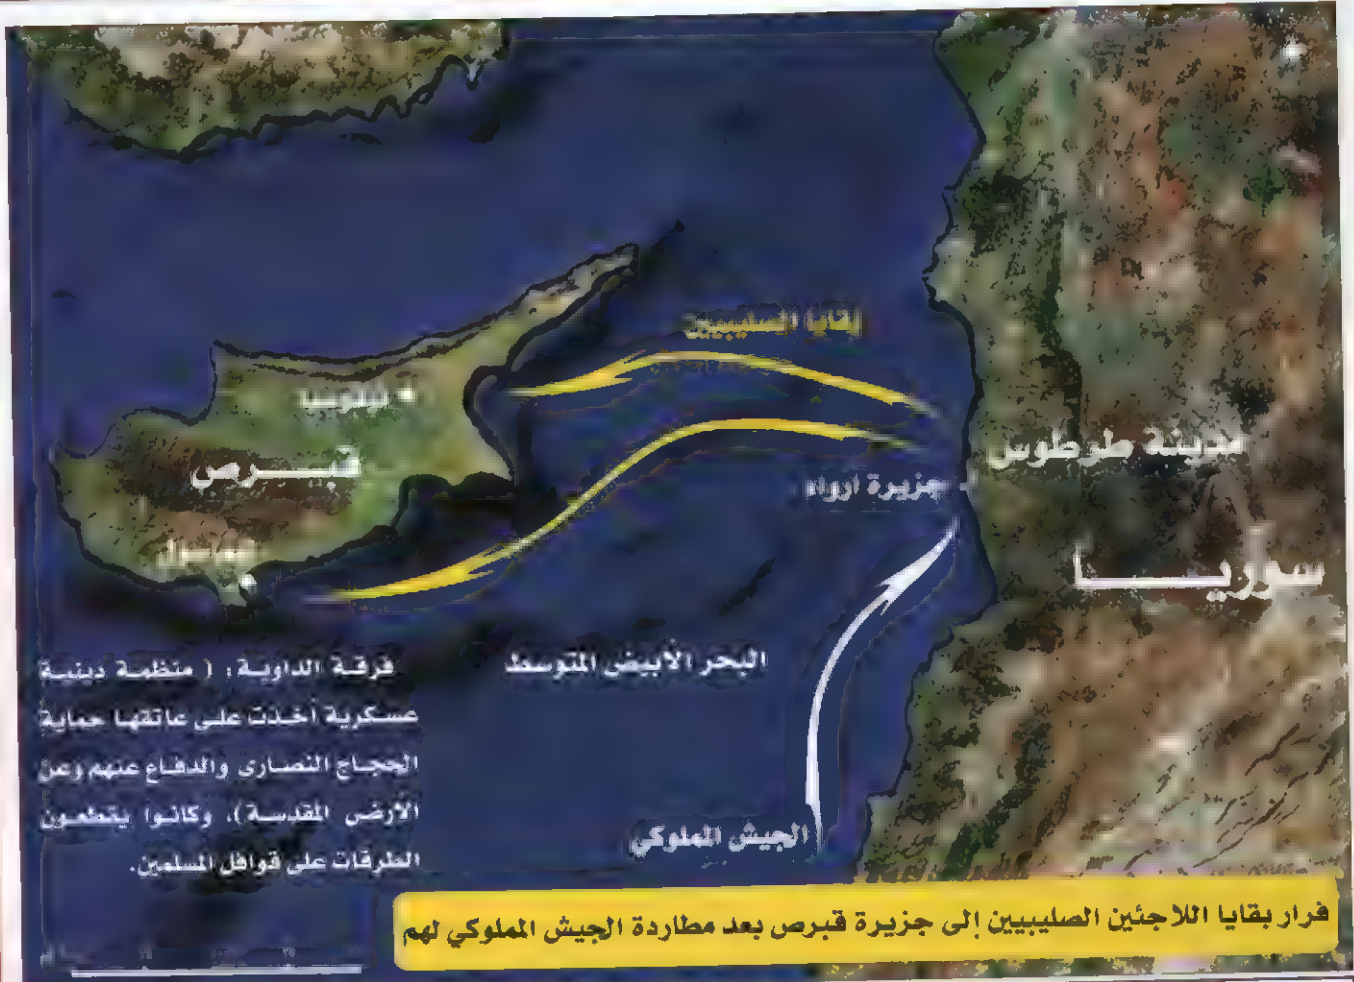 بقايا الصليبيين
قبرص
مدينة طرطوس
جزيرة أرواد
سوريا
البحر الأبيض المتوسط
فرقة الداوية: ( منظمة دينية
عسكرية أخذت على عاتقها حماية
الحجاج النصارى والدفاع عنهم وعن
الأرض المقدسة)، وكانوا يقطعون
الطرقات على قوافل المسلمين.
الجيش المملوكي
فرار بقايا اللاجئين الصليبيين إلى جزيرة قبرص بعد مطاردة الجيش المملوكي لهم